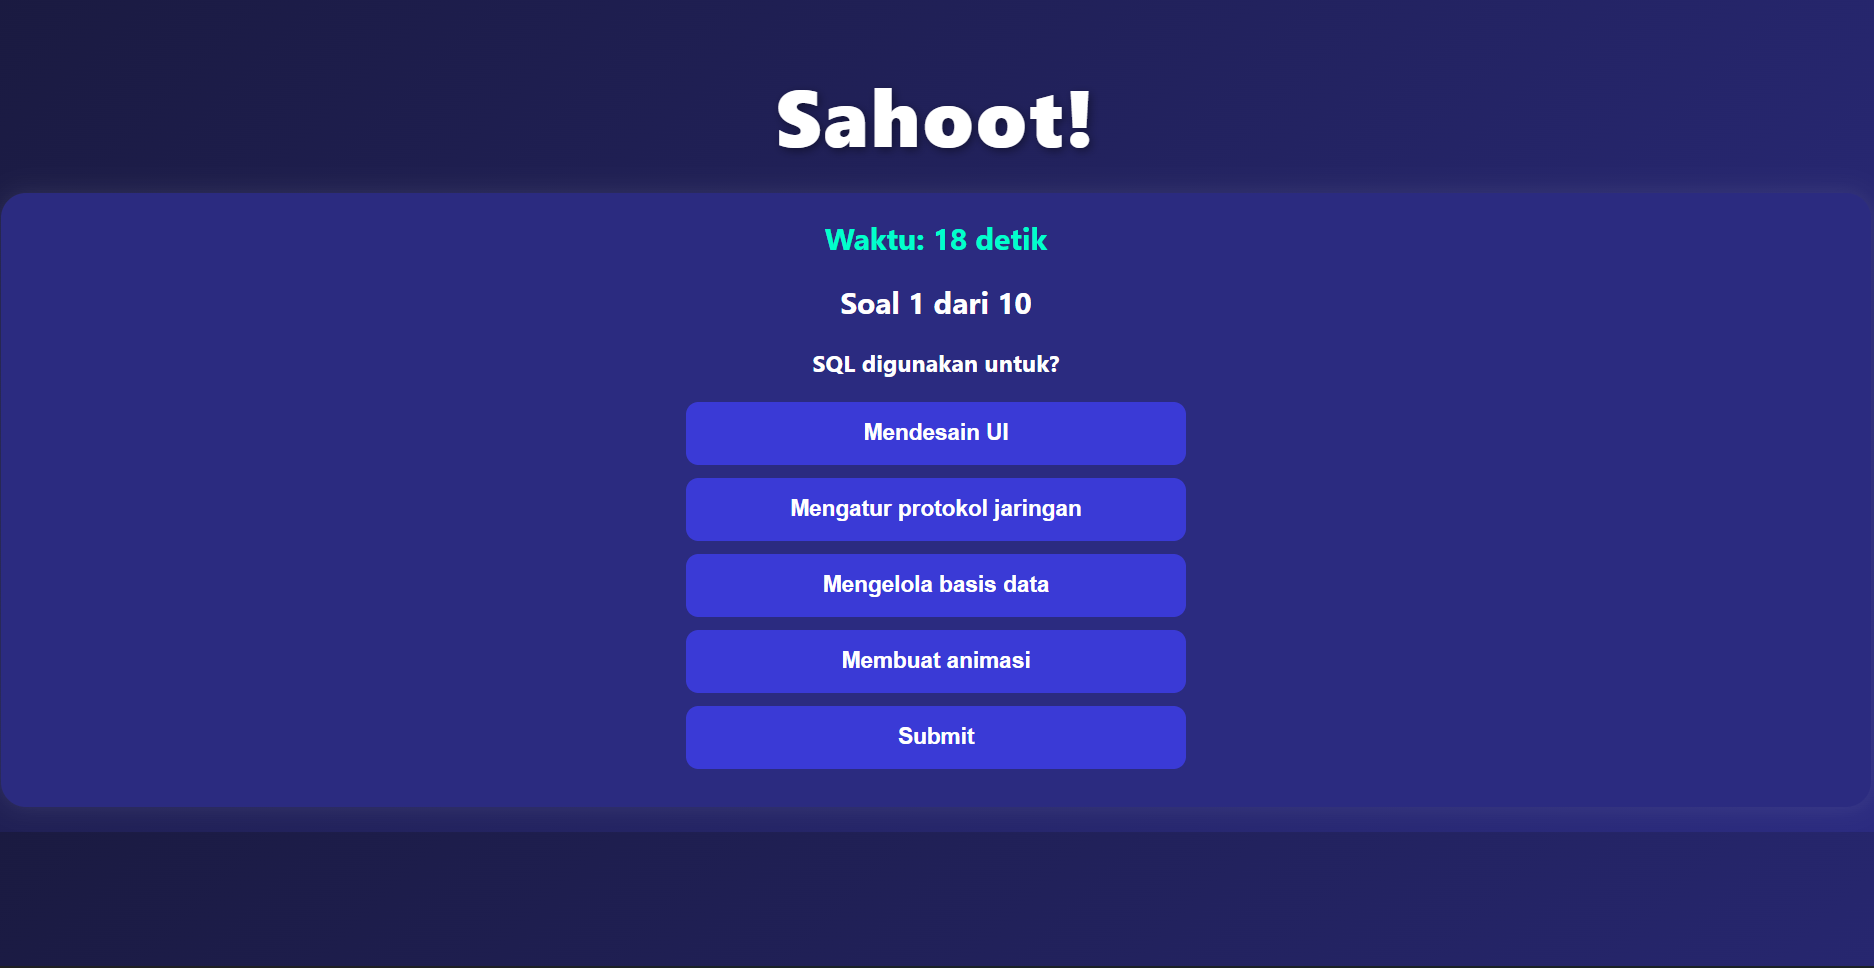 Sahoot!
Waktu: 18 detik
Soal 1 dari 10
SQL digunakan untuk?
Mendesain UI
Mengatur protokol jaringan
Mengelola basis data
Membuat animasi
Submit